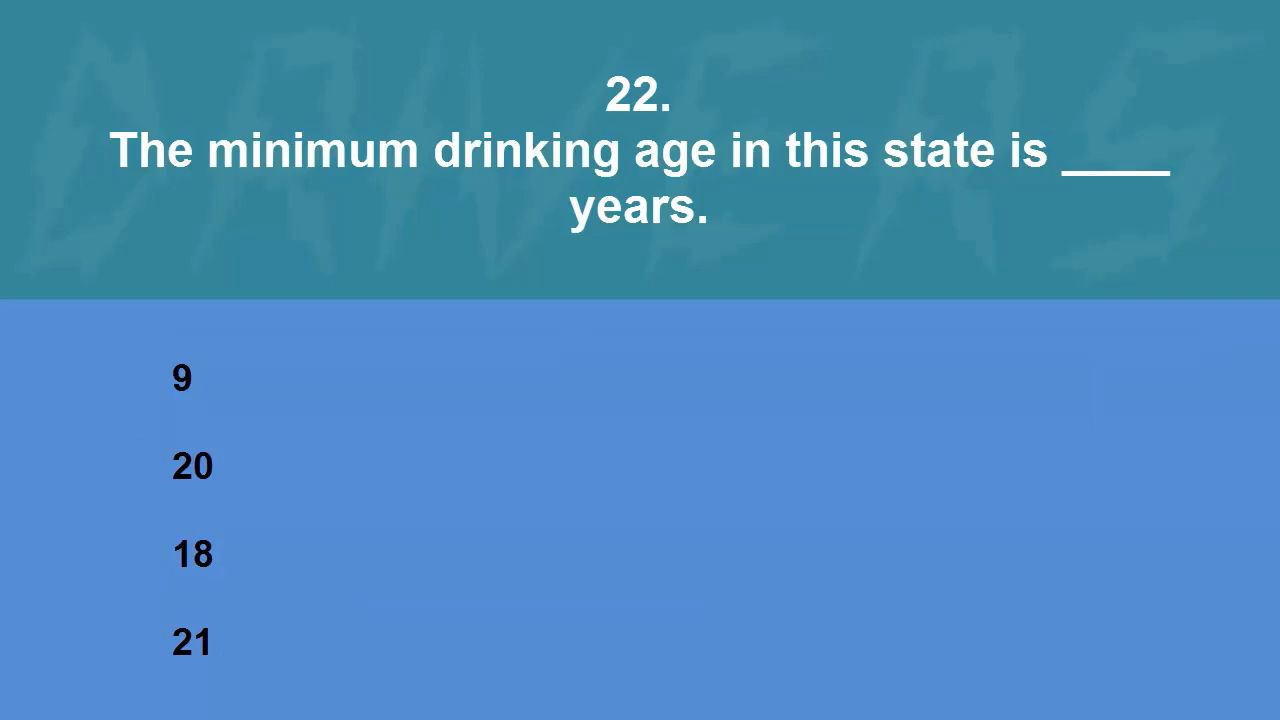 22.
The minimum drinking age in this state is ____
years.
9
20
18
21